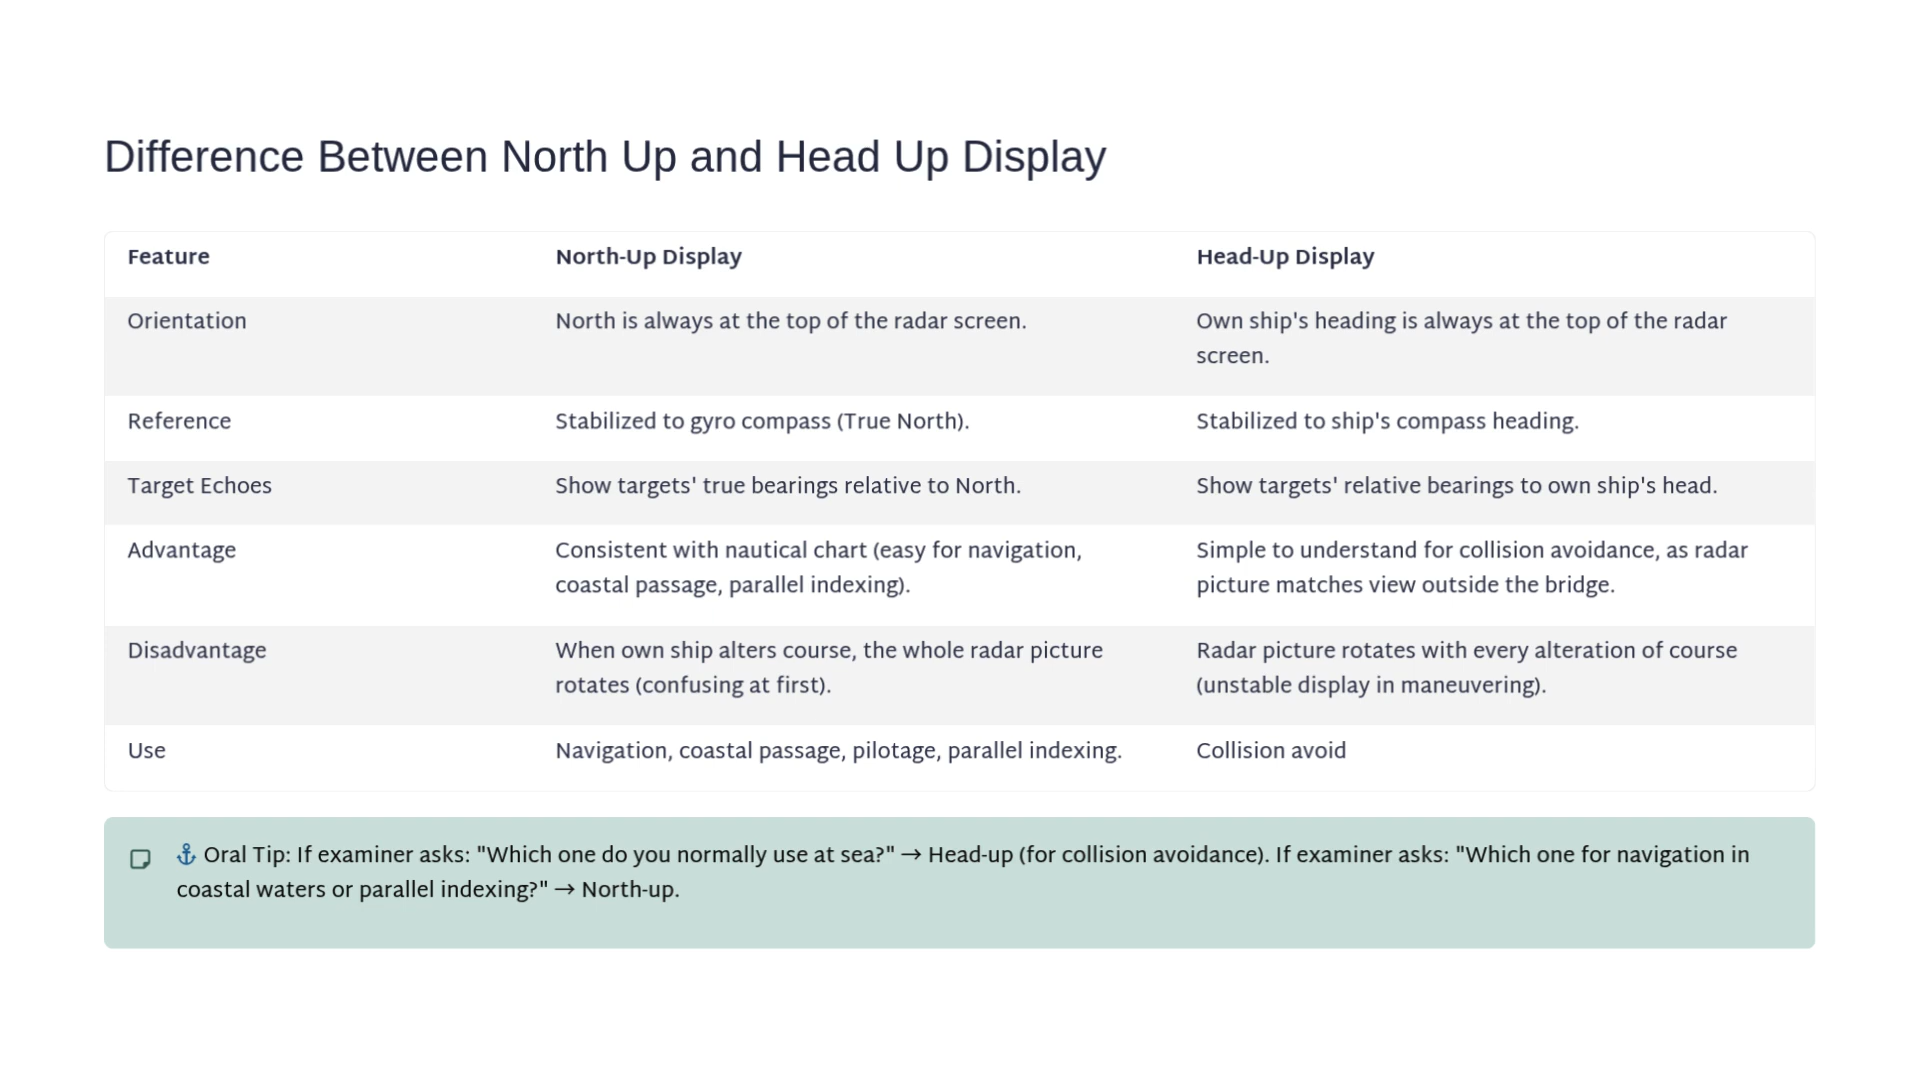 Difference Between North Up and Head Up Display
Feature
North-Up Display
Head-Up Display
Orientation
North is always at the top of the radar screen.
Own ship's heading is always at the top of the radar
screen.
Reference
Stabilized to gyro compass (True North).
Stabilized to ship's compass heading.
Target Echoes
Show targets' true bearings relative to North.
Show targets' relative bearings to own ship's head.
Advantage
Consistent with nautical chart (easy for navigation,
coastal passage, parallel indexing).
Simple to understand for collision avoidance, as radar
picture matches view outside the bridge.
Disadvantage
When own ship alters course, the whole radar picture
rotates (confusing at first).
Radar picture rotates with every alteration of course
(unstable display in maneuvering).
Use
Navigation, coastal passage, pilotage, parallel indexing.
Collision avoid
⚓ Oral Tip: If examiner asks: "Which one do you normally use at sea?" → Head-up (for collision avoidance). If examiner asks: "Which one for navigation in
coastal waters or parallel indexing?" → North-up.